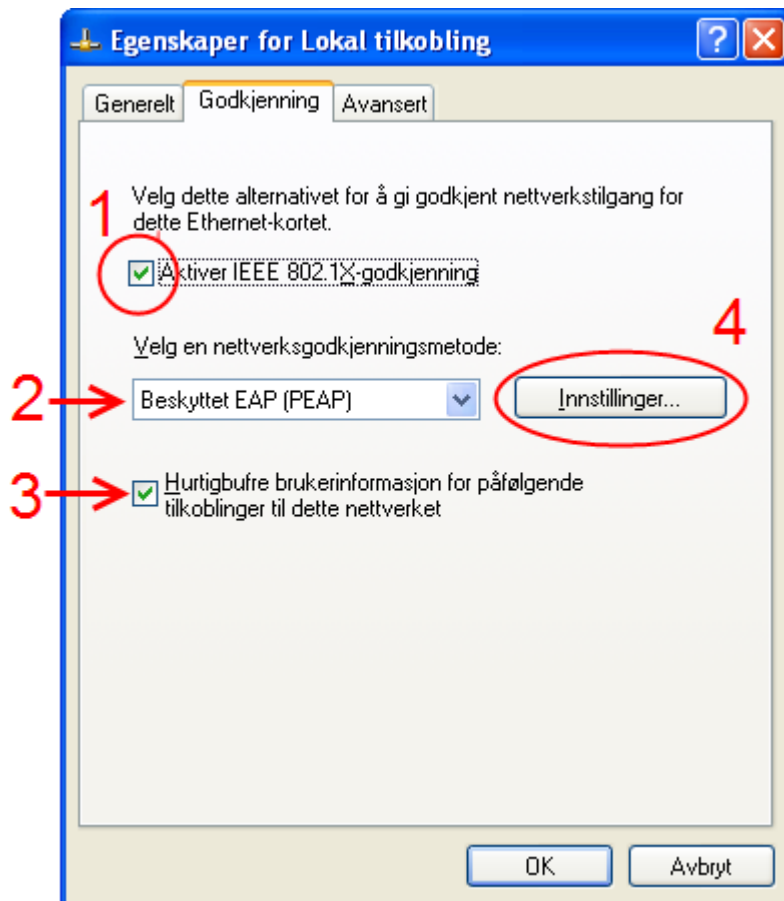 Egenskaper for Lokal tilkobling
Generelt
Godkjenning
Avansert
1
Velg dette alternativet for å gi godkjent nettverkstilgang for
dette Ethernet-kortet.
Aktiver IEEE 802.1X-godkjenning
Velg en nettverksgodkjenningsmetode:
4
2
Beskyttet EAP (PEAP)
Innstillinger...
3
Hurtigbufre brukerinformasjon for påfølgende
tilkoblinger til dette nettverket
OK
Avbryt